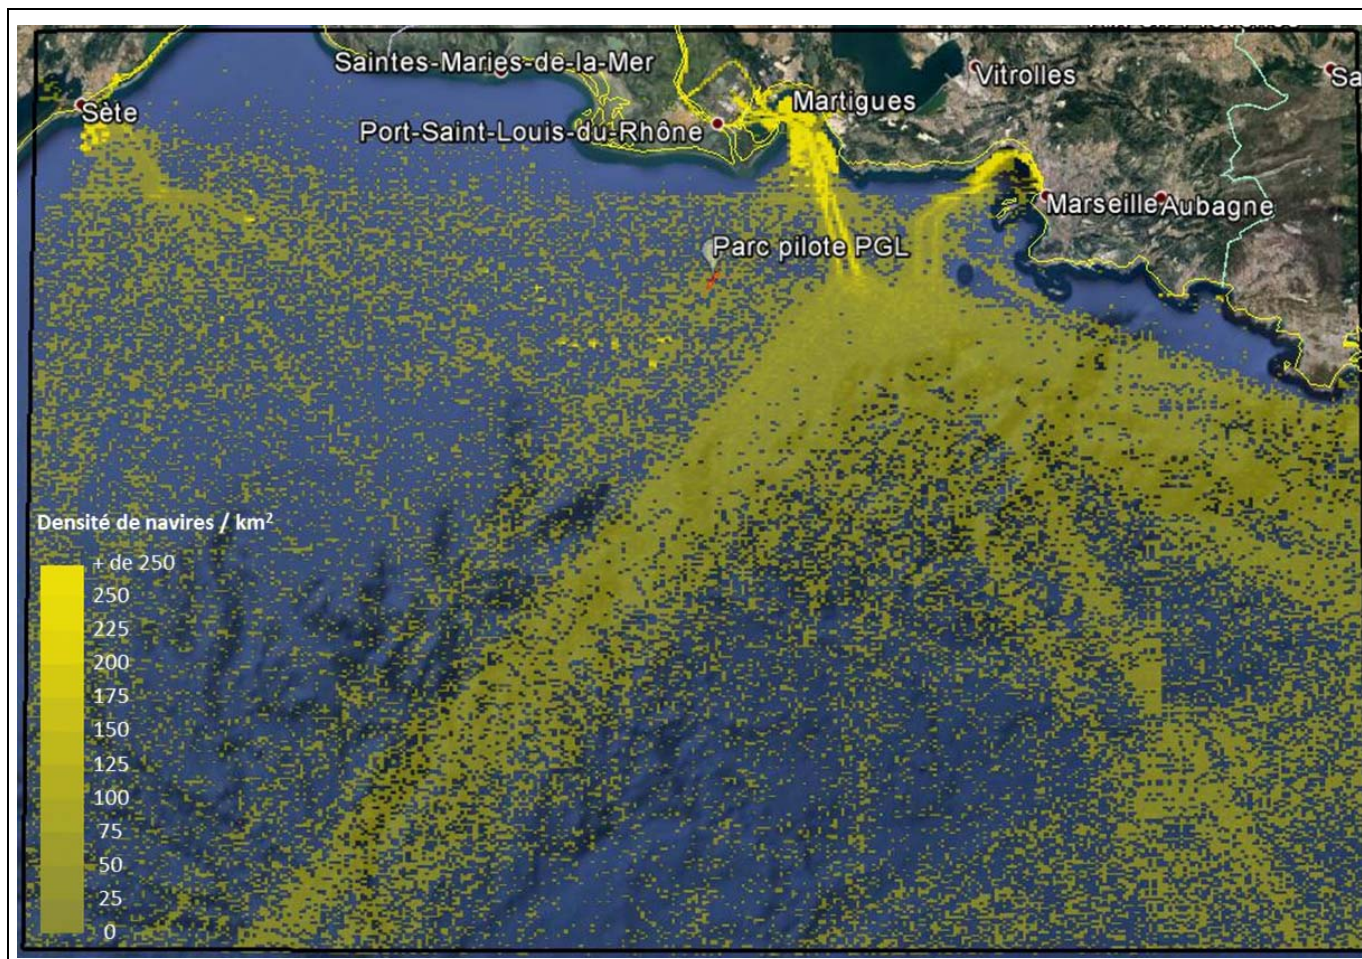 Saintes-Maries-de-la-Mer
Vitrolles
Sa
Sète
Martigues
Port-Saint-Louis-du-Rhône
Marseille
Aubagne
Parc pilote PGL
Densité de navires / km²
+ de 250
250
225
200
175
150
125
100
75
50
25
0